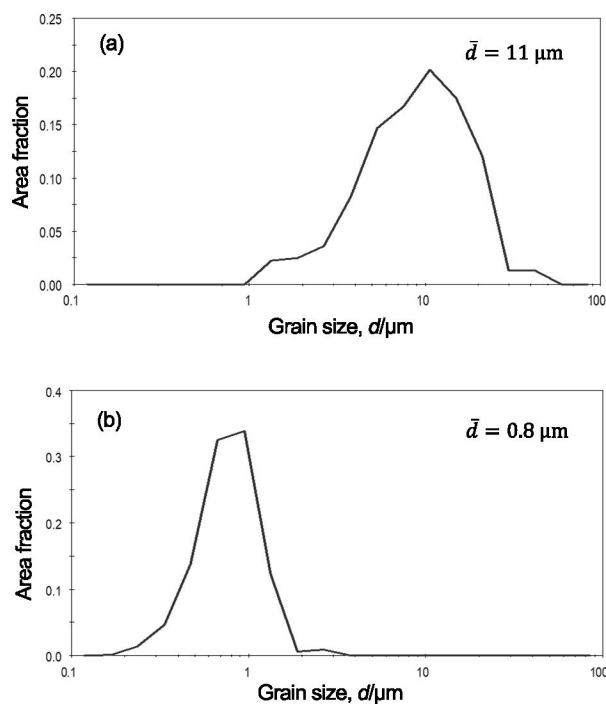 (a)
d̄ = 11 μm
0.25
0.20
0.15
0.10
0.05
0.00
Area fraction
0.1 1 10 100
Grain size, d/μm
(b)
d̄ = 0.8 μm
0.4
0.3
0.2
0.1
0.0
Area fraction
0.1 1 10 100
Grain size, d/μm